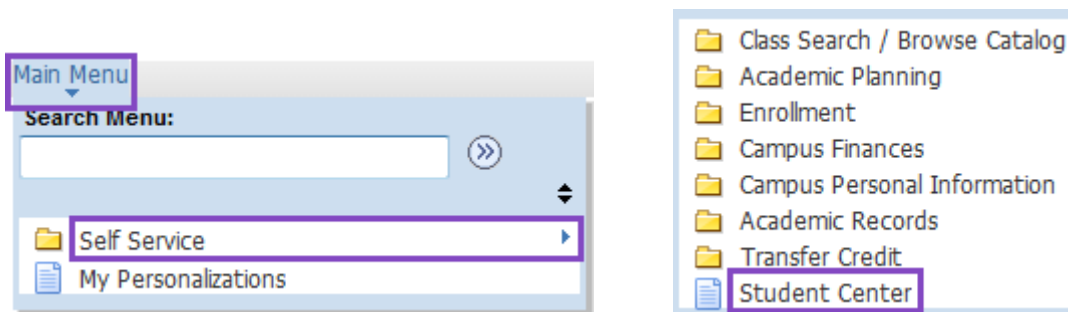 Main Menu
Search Menu:
Self Service
My Personalizations
Class Search / Browse Catalog
Academic Planning
Enrollment
Campus Finances
Campus Personal Information
Academic Records
Transfer Credit
Student Center